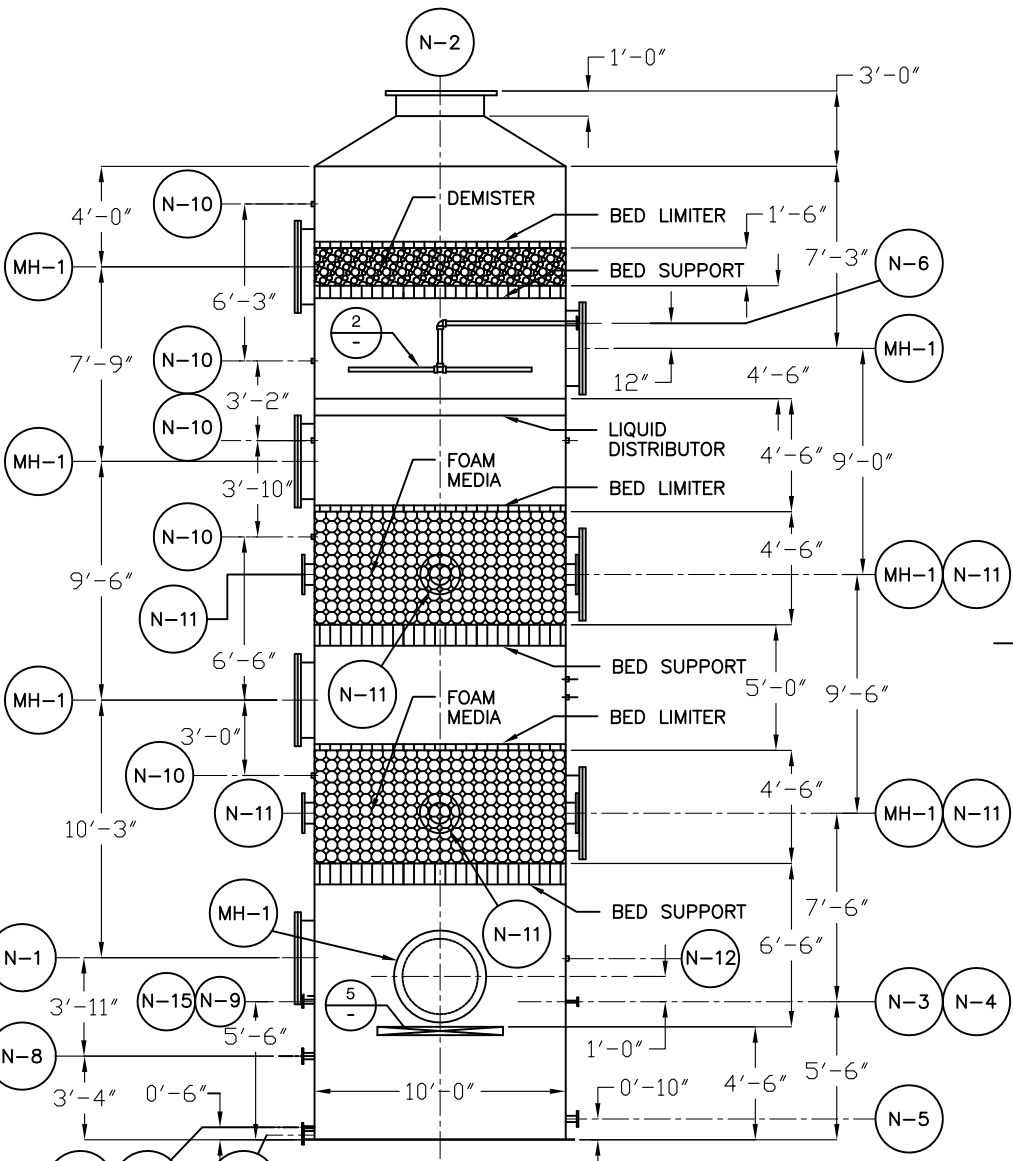 N-2
1'-0"
3'-0"
DEMISTER
N-10
4'-0"
BED LIMITER
1'-6"
7'-3"
MH-1
N-6
BED SUPPORT
6'-3"
2
-
N-10
MH-1
7'-9"
12"
4'-6"
3'-2"
N-10
LIQUID
DISTRIBUTOR
4'-6"
9'-0"
MH-1
FOAM
MEDIA
3'-10"
BED LIMITER
N-10
4'-6"
9'-6"
MH-1
N-11
N-11
6'-6"
BED SUPPORT
N-11
5'-0"
9'-6"
MH-1
FOAM
MEDIA
BED LIMITER
3'-0"
N-10
4'-6"
N-11
MH-1
N-11
10'-3"
7'-6"
MH-1
BED SUPPORT
N-11
6'-6"
N-1
N-12
3'-11"
N-15
N-9
5
-
N-3
N-4
5'-6"
1'-0"
N-8
5'-6"
3'-4"
0'-6"
10'-0"
0'-10"
4'-6"
N-5